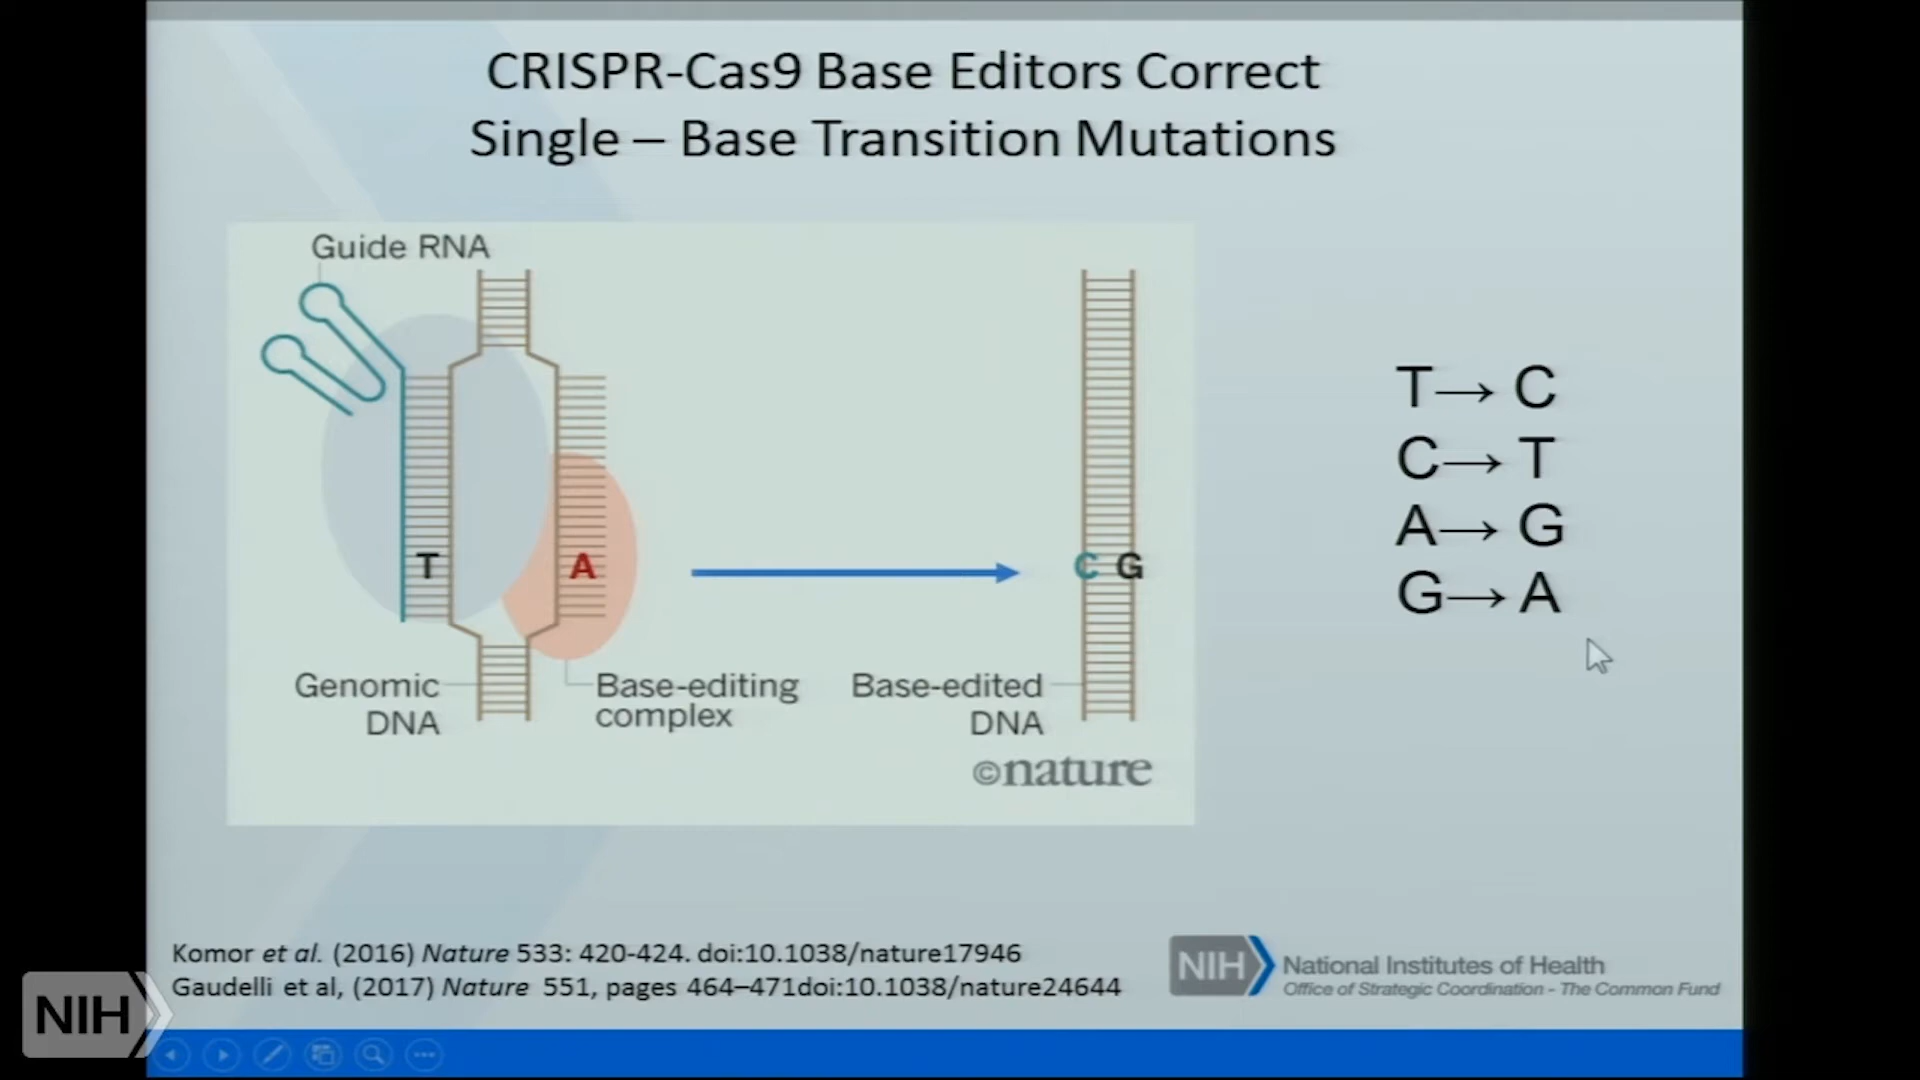 CRISPR-Cas9 Base Editors Correct
Single – Base Transition Mutations
Guide RNA
T
A
C G
Genomic
DNA
Base-editing
complex
Base-edited
DNA
©nature
T→ C
C→ T
A→ G
G→ A
Komor et al. (2016) Nature 533: 420-424. doi:10.1038/nature17946
Gaudelli et al, (2017) Nature 551, pages 464–471doi:10.1038/nature24644
NIH National Institutes of Health
Office of Strategic Coordination - The Common Fund
NIH